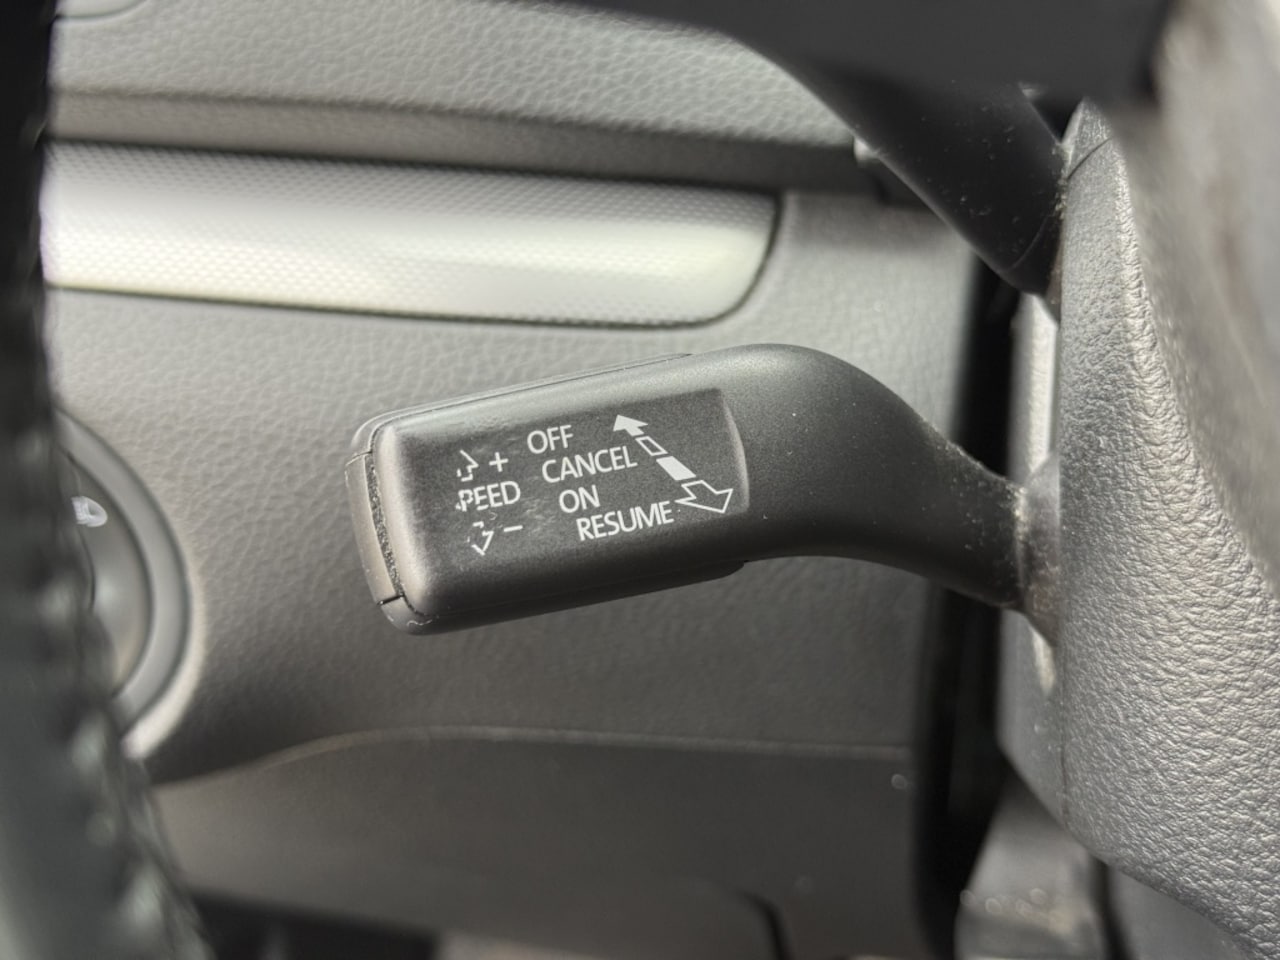 OFF
+ CANCEL
PEED ON
- RESUME